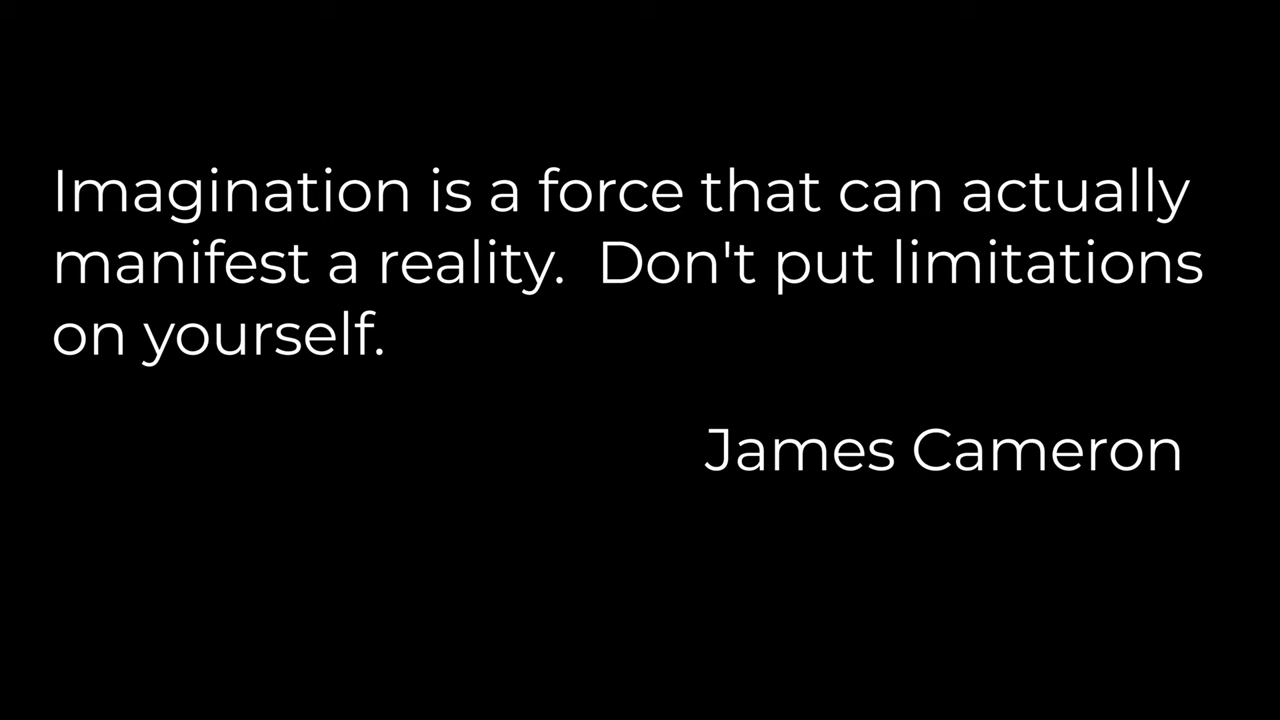 Imagination is a force that can actually
manifest a reality.  Don't put limitations
on yourself.
James Cameron